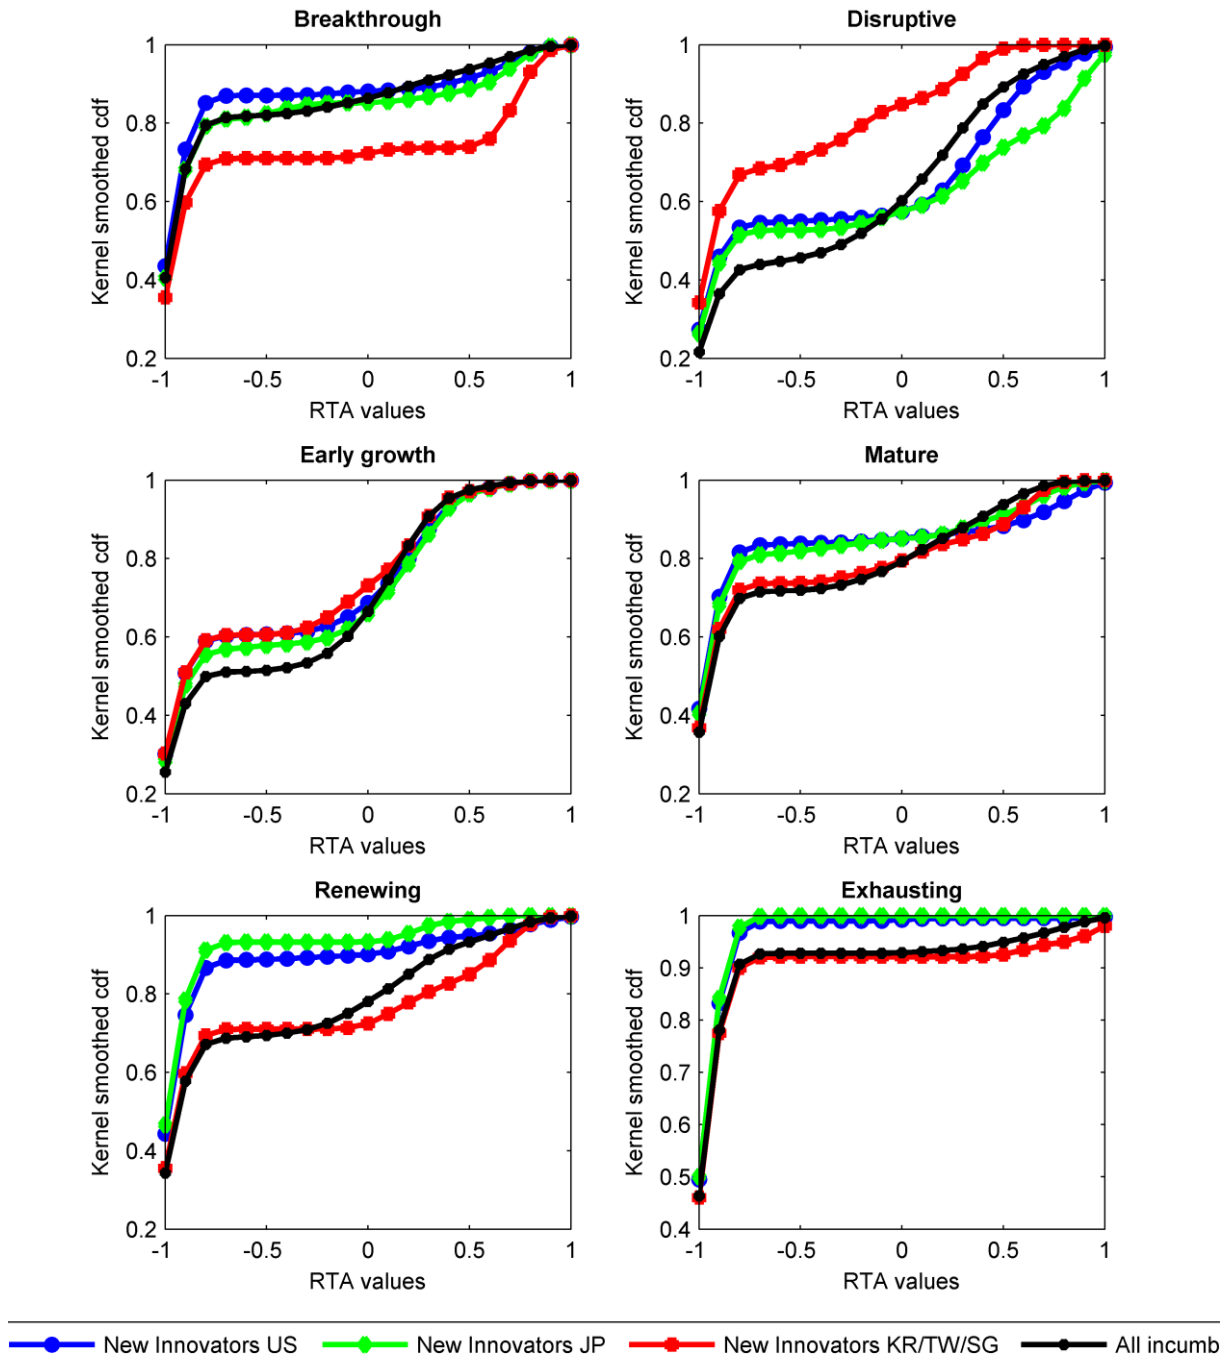 Breakthrough
Disruptive
1
0.8
0.6
0.4
0.2
Kernel smoothed cdf
-1 -0.5 0 0.5 1
RTA values
1
0.8
0.6
0.4
0.2
Kernel smoothed cdf
-1 -0.5 0 0.5 1
RTA values
Early growth
Mature
1
0.8
0.6
0.4
0.2
Kernel smoothed cdf
-1 -0.5 0 0.5 1
RTA values
1
0.8
0.6
0.4
0.2
Kernel smoothed cdf
-1 -0.5 0 0.5 1
RTA values
Renewing
Exhausting
1
0.8
0.6
0.4
0.2
Kernel smoothed cdf
-1 -0.5 0 0.5 1
RTA values
1
0.9
0.8
0.7
0.6
0.5
0.4
Kernel smoothed cdf
-1 -0.5 0 0.5 1
RTA values
New Innovators US New Innovators JP New Innovators KR/TW/SG All incumb